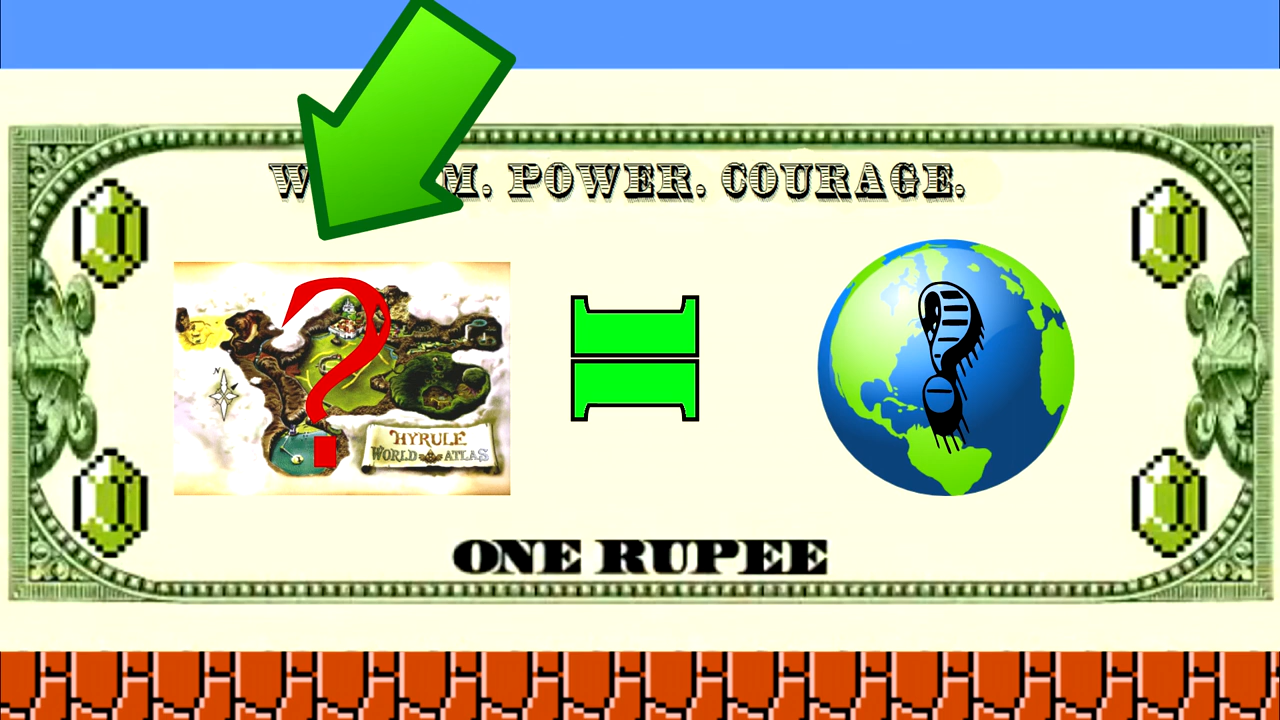 POWER. COURAGE.
?
N
HYRULE
WORLD ATLAS
=
?
ONE RUPEE